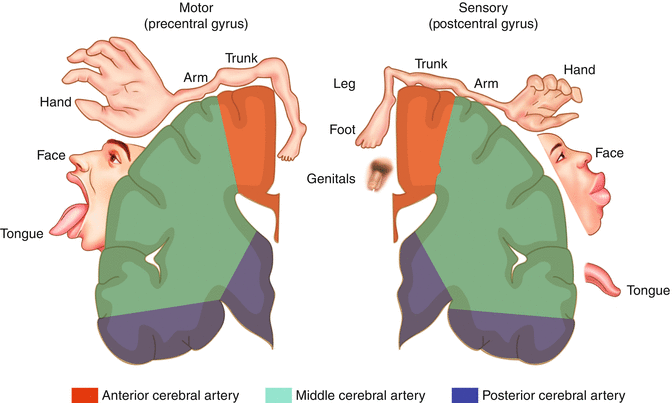 Motor
(precentral gyrus)
Sensory
(postcentral gyrus)
Trunk
Arm
Hand
Face
Tongue
Leg
Foot
Genitals
Trunk
Arm
Hand
Face
Tongue
Anterior cerebral artery
Middle cerebral artery
Posterior cerebral artery